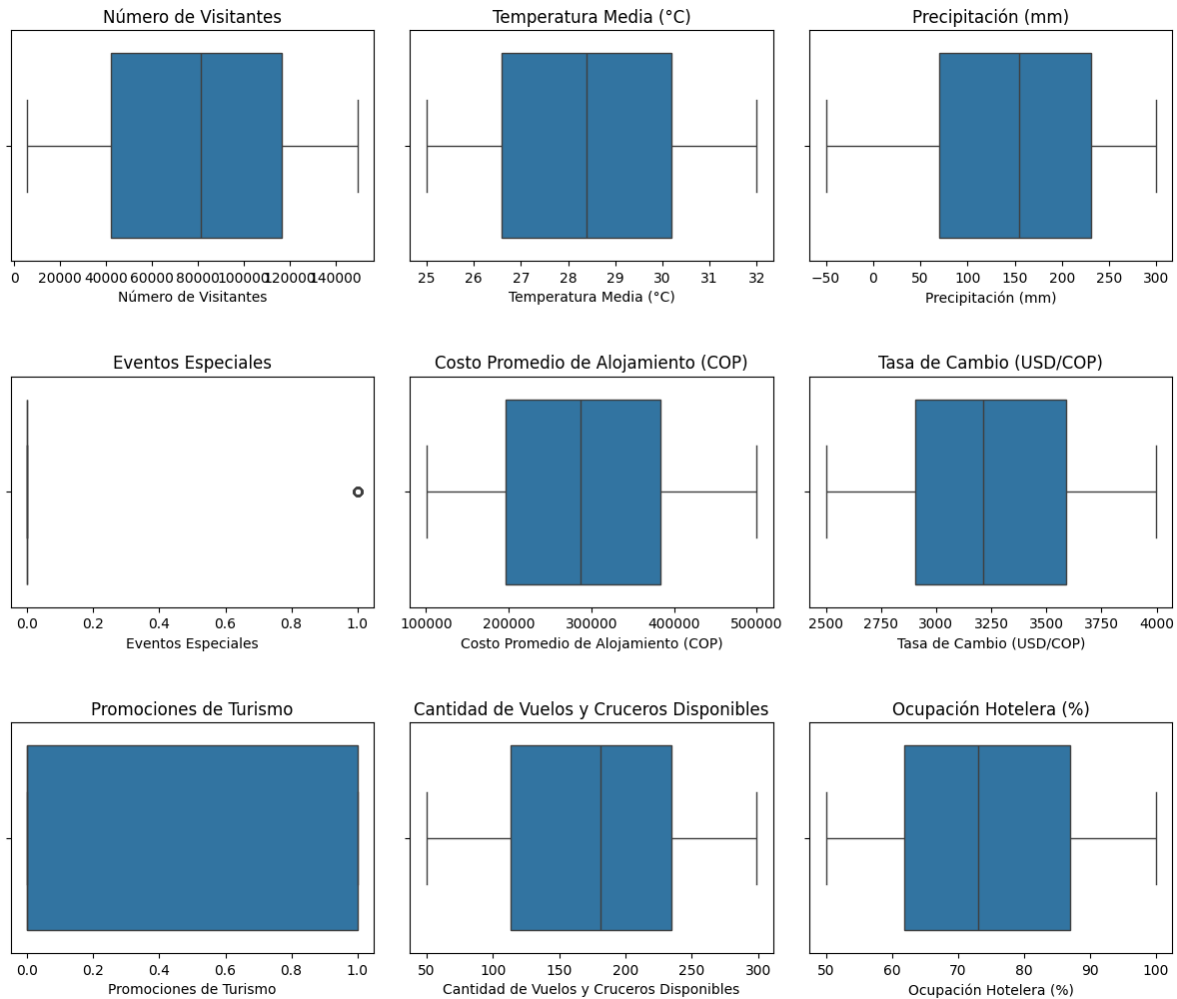 Número de Visitantes
Temperatura Media (°C)
Precipitación (mm)
0 20000 40000 60000 80000 100000 120000 140000
Número de Visitantes
25 26 27 28 29 30 31 32
Temperatura Media (°C)
−50 0 50 100 150 200 250 300
Precipitación (mm)
Eventos Especiales
Costo Promedio de Alojamiento (COP)
Tasa de Cambio (USD/COP)
0.0 0.2 0.4 0.6 0.8 1.0
Eventos Especiales
100000 200000 300000 400000 500000
Costo Promedio de Alojamiento (COP)
2500 2750 3000 3250 3500 3750 4000
Tasa de Cambio (USD/COP)
Promociones de Turismo
Cantidad de Vuelos y Cruceros Disponibles
Ocupación Hotelera (%)
0.0 0.2 0.4 0.6 0.8 1.0
Promociones de Turismo
50 100 150 200 250 300
Cantidad de Vuelos y Cruceros Disponibles
50 60 70 80 90 100
Ocupación Hotelera (%)